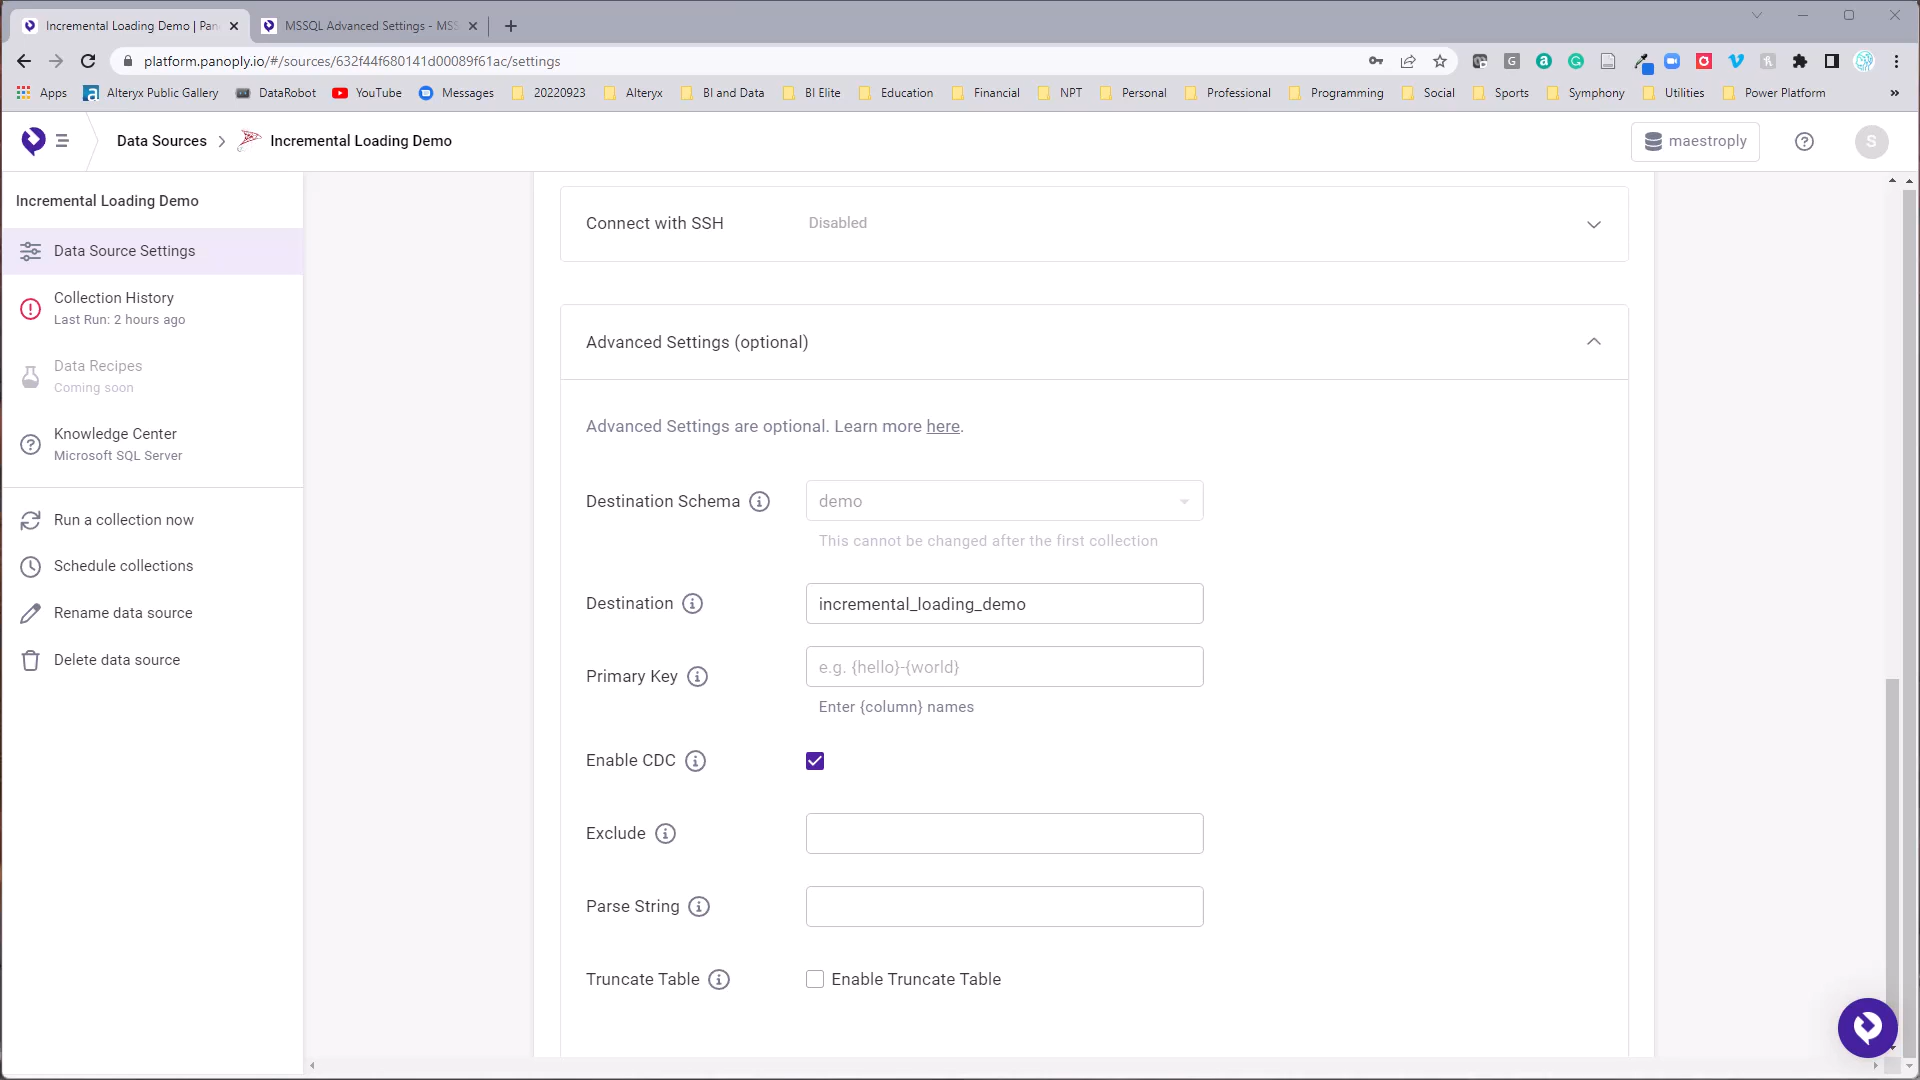 Incremental Loading Demo | Pan
MSSQL Advanced Settings - MSS
platform.panoply.io/#/sources/632f44f680141d00089f61ac/settings
Apps
Alteryx Public Gallery
DataRobot
YouTube
Messages
20220923
Alteryx
BI and Data
BI Elite
Education
Financial
NPT
Personal
Professional
Programming
Social
Sports
Symphony
Utilities
Power Platform
»
Data Sources
Incremental Loading Demo
maestroply
S
Incremental Loading Demo
Data Source Settings
Collection History
Last Run: 2 hours ago
Data Recipes
Coming soon
Knowledge Center
Microsoft SQL Server
Run a collection now
Schedule collections
Rename data source
Delete data source
Connect with SSH
Disabled
Advanced Settings (optional)
Advanced Settings are optional. Learn more here.
Destination Schema
demo
This cannot be changed after the first collection
Destination
incremental_loading_demo
Primary Key
e.g. {hello}-{world}
Enter {column} names
Enable CDC
Exclude
Parse String
Truncate Table
Enable Truncate Table